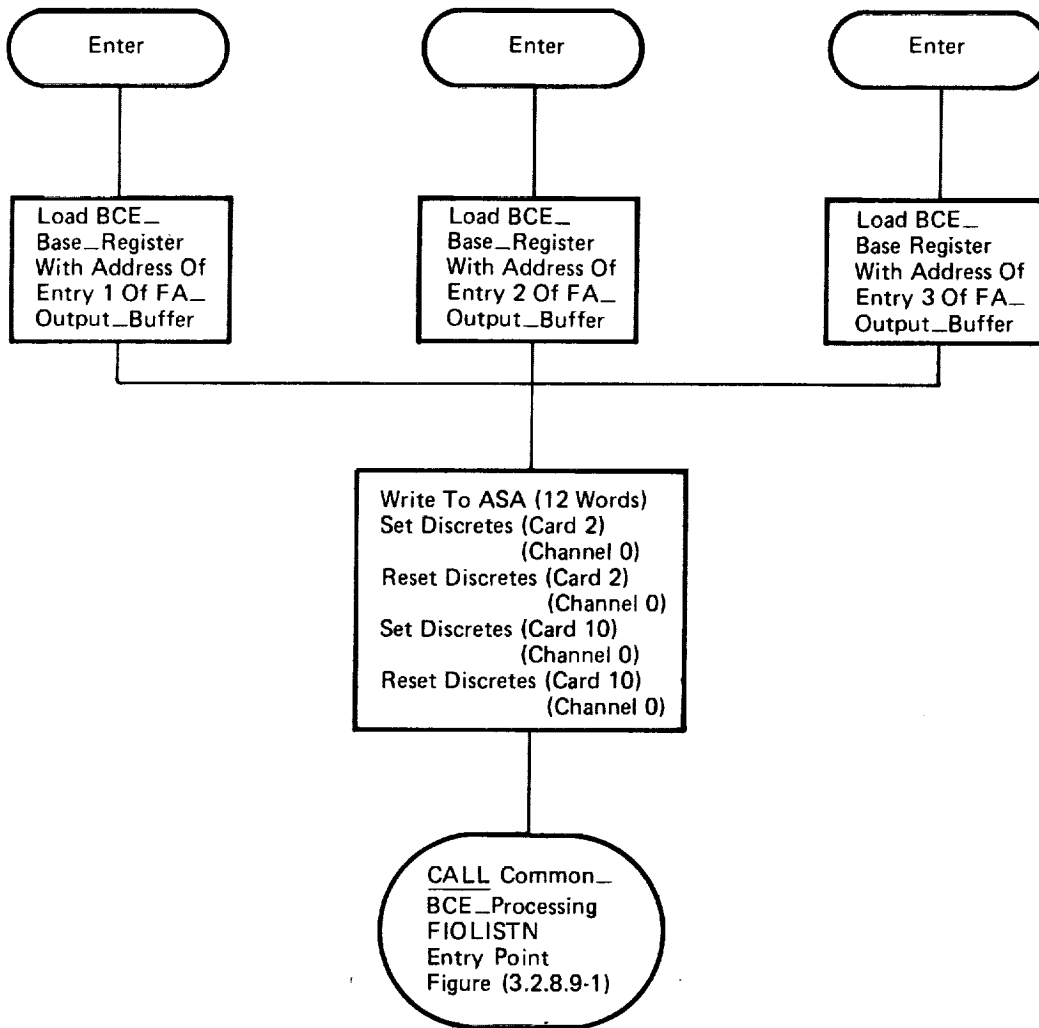 Enter
Enter
Enter
Load BCE_
Base_Register
With Address Of
Entry 1 Of FA_
Output_Buffer
Load BCE_
Base_Register
With Address Of
Entry 2 Of FA_
Output_Buffer
Load BCE_
Base Register
With Address Of
Entry 3 Of FA_
Output_Buffer
Write To ASA (12 Words)
Set Discretes (Card 2)
(Channel 0)
Reset Discretes (Card 2)
(Channel 0)
Set Discretes (Card 10)
(Channel 0)
Reset Discretes (Card 10)
(Channel 0)
CALL Common_
BCE_Processing
FIOLISTN
Entry Point
Figure (3.2.8.9-1)